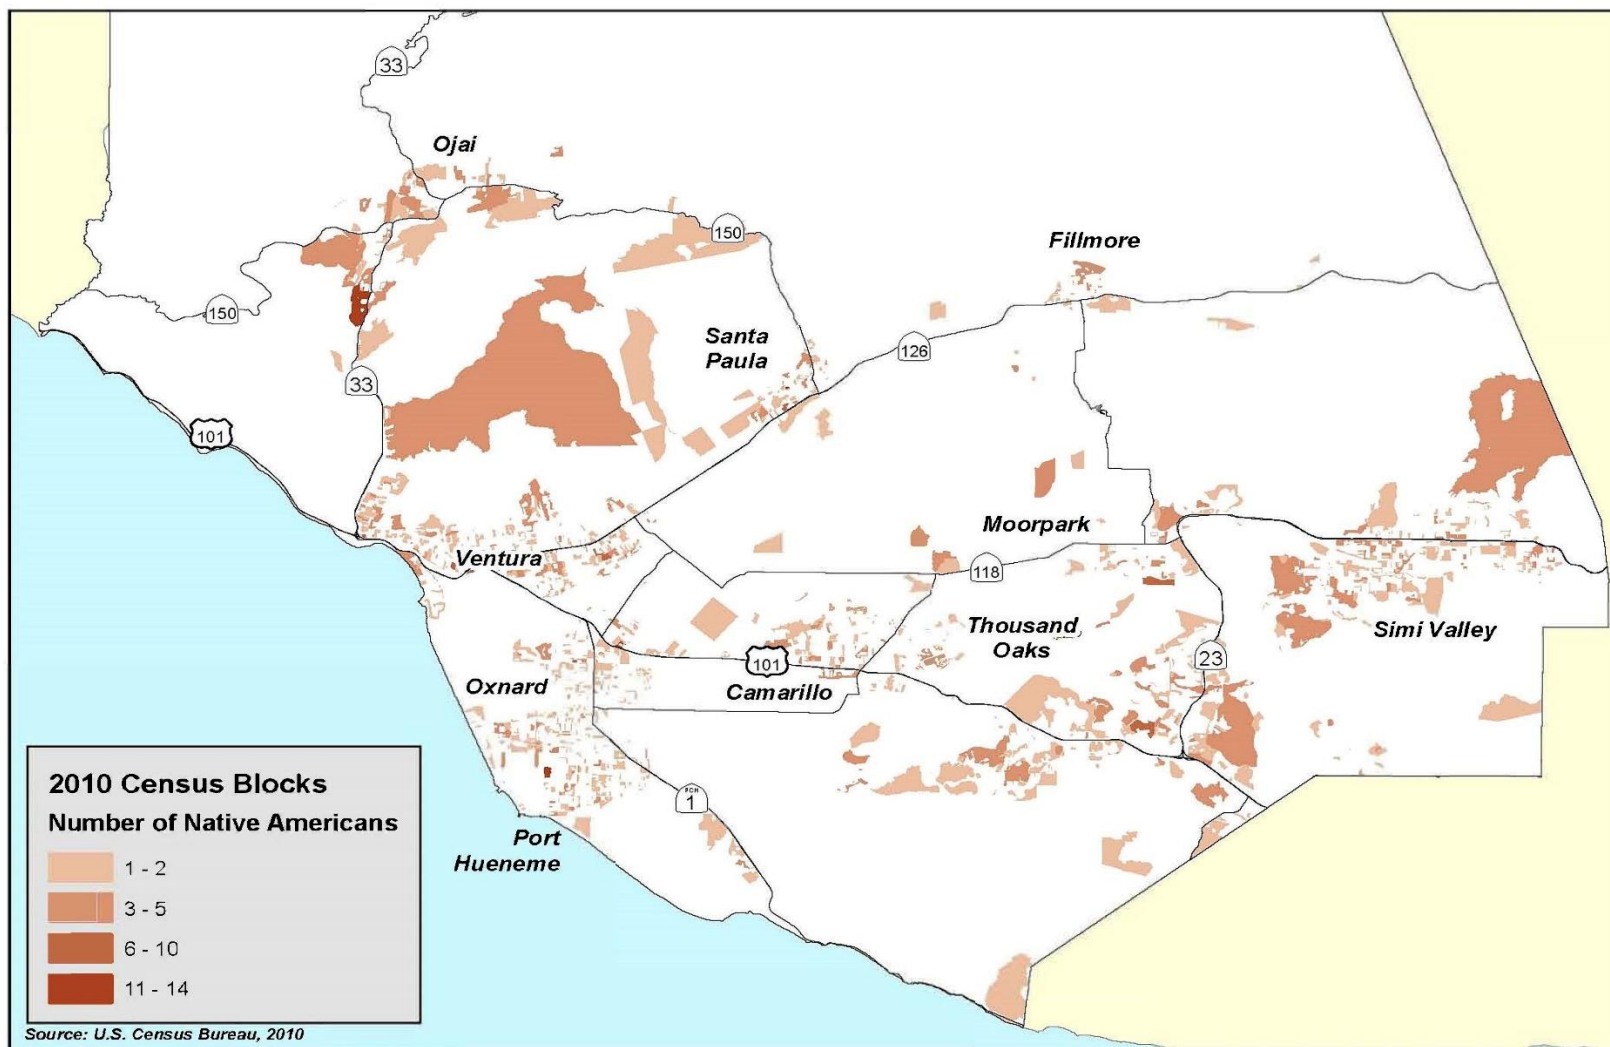 33
Ojai
150
Fillmore
150
Santa
Paula
126
33
101
Moorpark
Ventura
118
Thousand
Oaks
Simi Valley
101
23
Oxnard
Camarillo
PCH
1
Port
Hueneme
2010 Census Blocks
Number of Native Americans
1 - 2
3 - 5
6 - 10
11 - 14
Source: U.S. Census Bureau, 2010